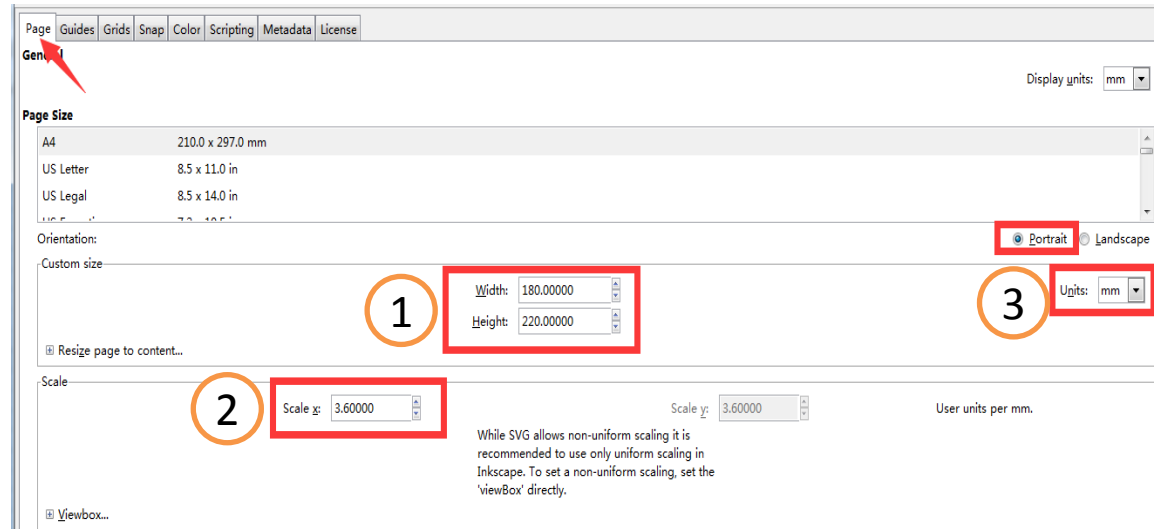 Page Guides Grids Snap Color Scripting Metadata License
General
Display units: mm
Page Size
A4 210.0 x 297.0 mm
US Letter 8.5 x 11.0 in
US Legal 8.5 x 14.0 in
Orientation: Portrait Landscape
Custom size
1 Width: 180.00000 3 Units: mm
Height: 220.00000
Resize page to content...
Scale
2 Scale x: 3.60000 Scale y: 3.60000 User units per mm.
While SVG allows non-uniform scaling it is
recommended to use only uniform scaling in
Inkscape. To set a non-uniform scaling, set the
'viewBox' directly.
Viewbox...